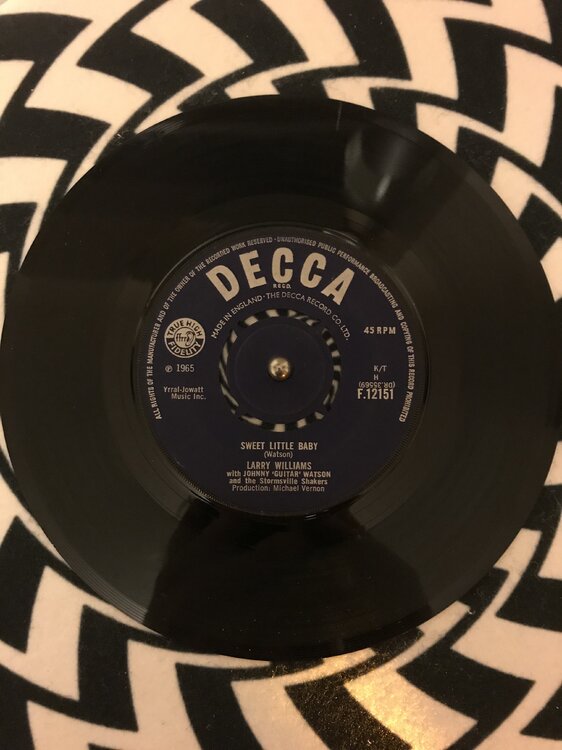 ALL RIGHTS OF THE MANUFACTURER AND OF THE OWNER OF THE RECORDED WORK RESERVED · UNAUTHORISED PUBLIC PERFORMANCE BROADCASTING AND COPYING OF THIS RECORD PROHIBITED
DECCA
REGD.
MADE IN ENGLAND · THE DECCA RECORD CO. LTD.
TRUE HIGH
ffrr
FIDELITY
45 RPM
℗ 1965
K/T
H
Yrral-Jowatt
Music Inc.
(DR.35569)
F.12151
SWEET LITTLE BABY
(Watson)
LARRY WILLIAMS
with JOHNNY 'GUITAR' WATSON
and the Stormsville Shakers
Production: Michael Vernon